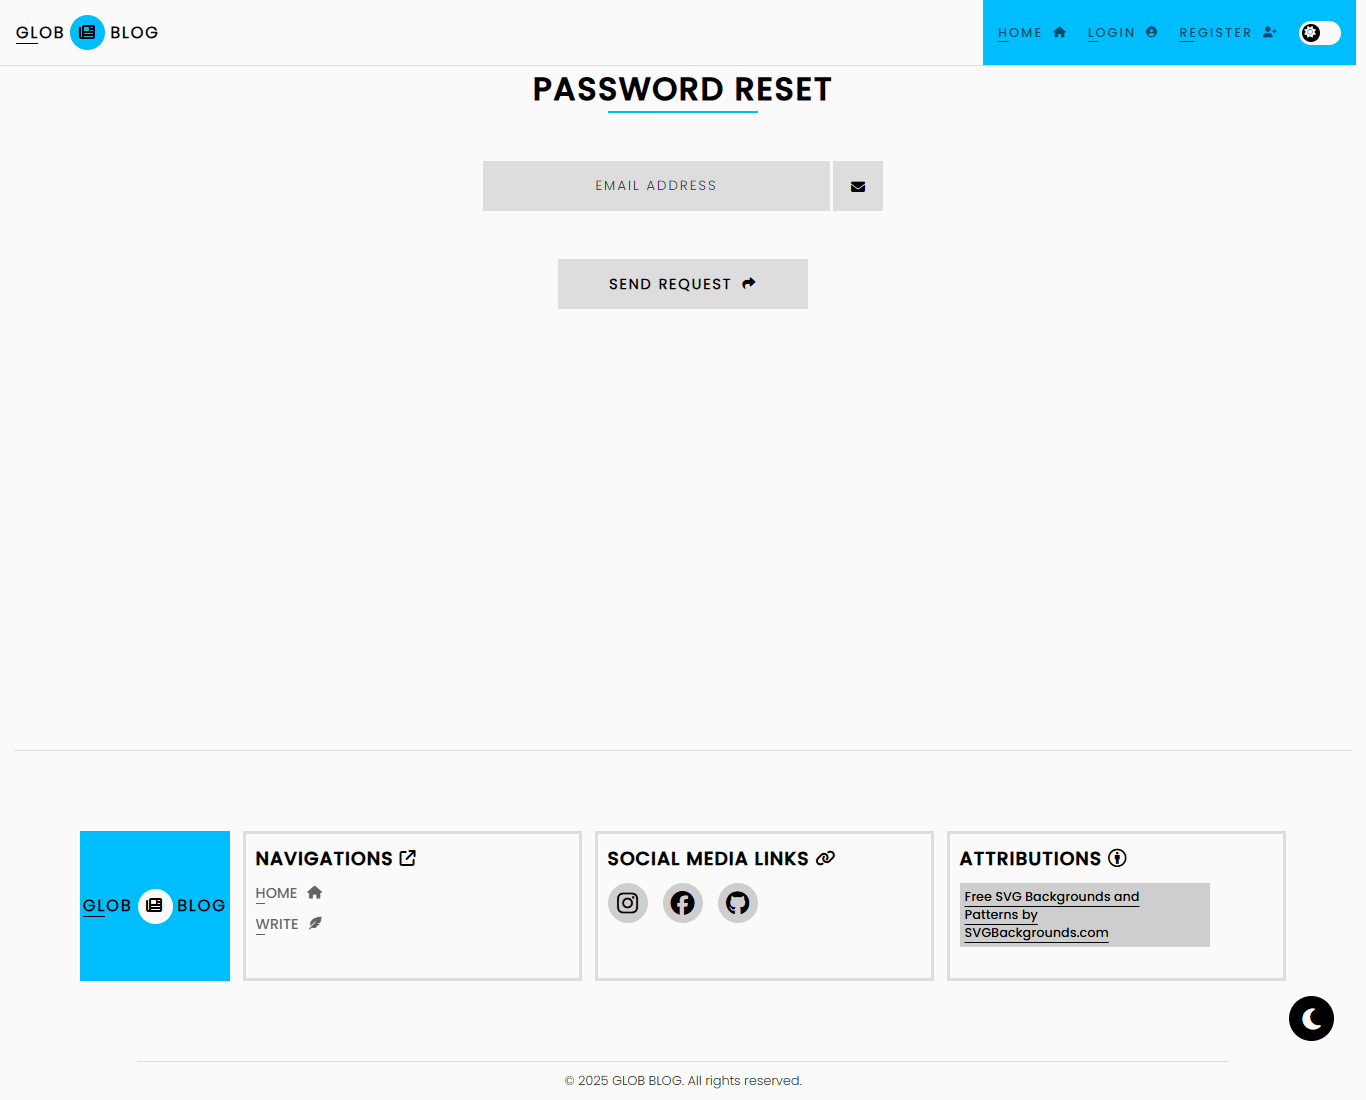 GLOB BLOG
HOME LOGIN REGISTER
PASSWORD RESET
EMAIL ADDRESS
SEND REQUEST
GLOB BLOG
NAVIGATIONS
HOME
WRITE
SOCIAL MEDIA LINKS
ATTRIBUTIONS
Free SVG Backgrounds and
Patterns by
SVGBackgrounds.com
© 2025 GLOB BLOG. All rights reserved.